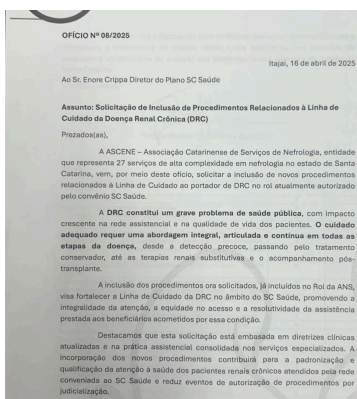 OFÍCIO Nº 08/2025
Itajaí, 16 de abril de 2025
Ao Sr. Enore Crippa Diretor do Plano SC Saúde
Assunto: Solicitação de Inclusão de Procedimentos Relacionados à Linha de
Cuidado da Doença Renal Crônica (DRC)
Prezados(as),
A ASCENE – Associação Catarinense de Serviços de Nefrologia, entidade
que representa 27 serviços de alta complexidade em nefrologia no estado de Santa
Catarina, vem, por meio deste ofício, solicitar a inclusão de novos procedimentos
relacionados à Linha de Cuidado ao portador de DRC no rol atualmente autorizado
pelo convênio SC Saúde.
A DRC constitui um grave problema de saúde pública, com impacto
crescente na rede assistencial e na qualidade de vida dos pacientes. O cuidado
adequado requer uma abordagem integral, articulada e contínua em todas as
etapas da doença, desde a detecção precoce, passando pelo tratamento
conservador, até as terapias renais substitutivas e o acompanhamento pós-
transplante.
A inclusão dos procedimentos ora solicitados, já incluídos no Rol da ANS,
visa fortalecer a Linha de Cuidado da DRC no âmbito do SC Saúde, promovendo a
integralidade da atenção, a equidade no acesso e a resolutividade da assistência
prestada aos beneficiários acometidos por essa condição.
Destacamos que esta solicitação está embasada em diretrizes clínicas
atualizadas e na prática assistencial consolidada nos serviços especializados. A
incorporação dos novos procedimentos contribuirá para a padronização e
qualificação da atenção à saúde dos pacientes renais crônicos atendidos pela rede
conveniada ao SC Saúde e reduz eventos de autorização de procedimentos por
judicialização.